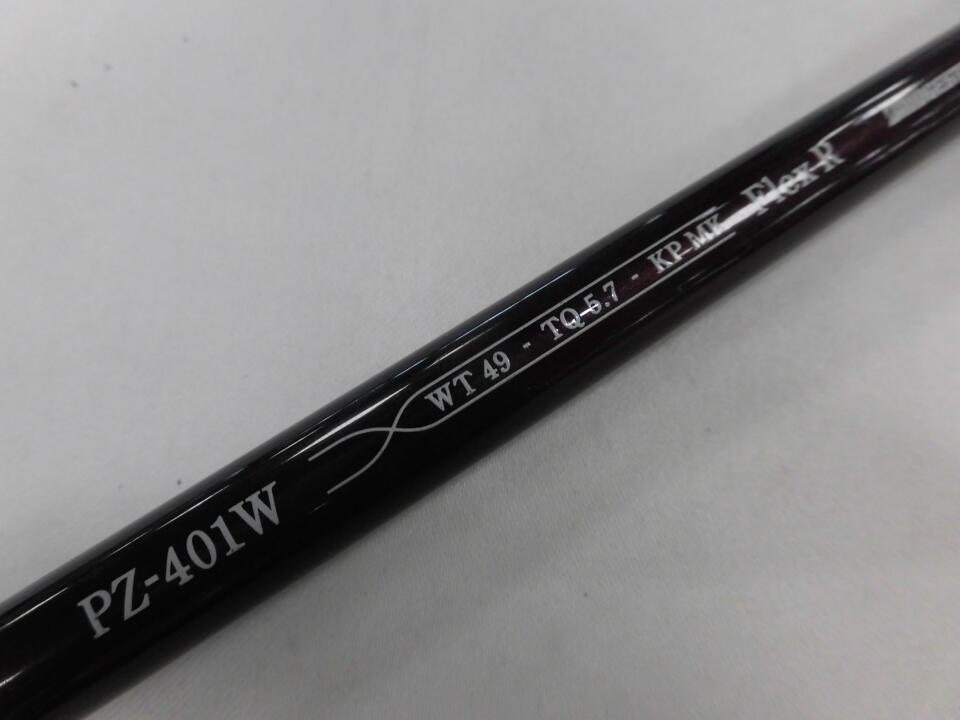 PZ-401W
WT 49 - TQ 5.7 - KP MK Flex R